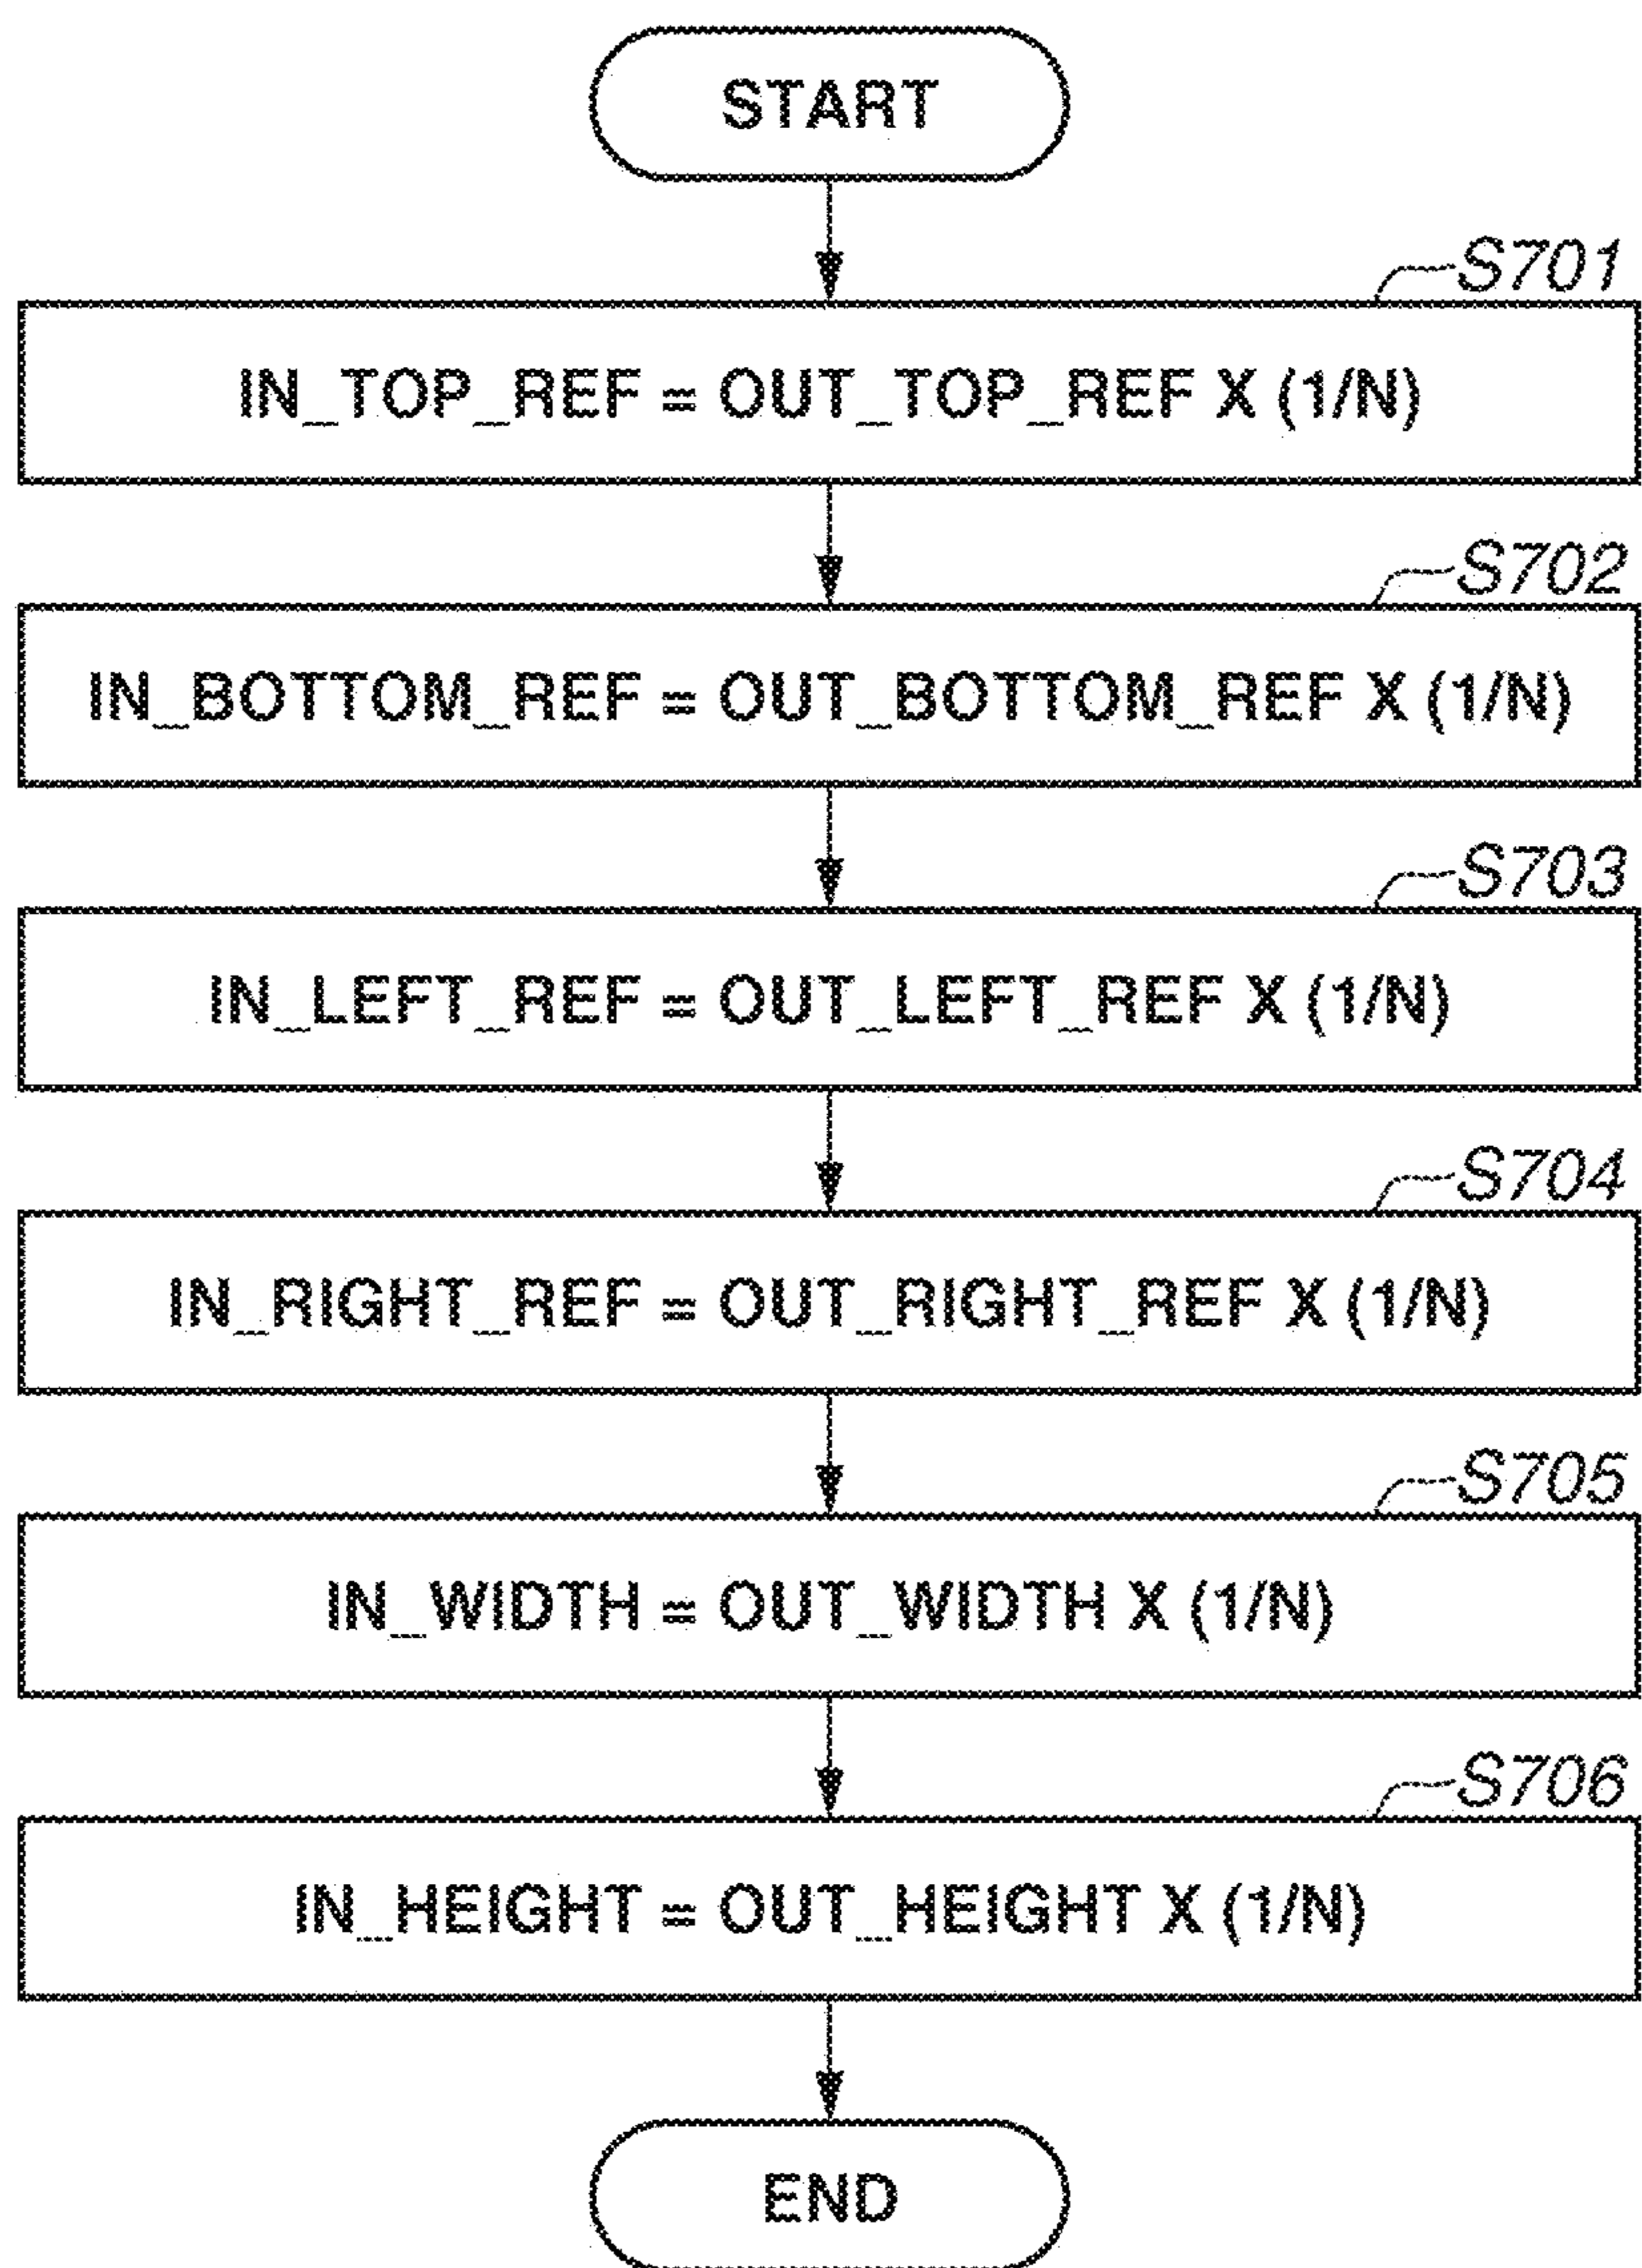 START
S701
IN_TOP_REF = OUT_TOP_REF X (1/N)
S702
IN_BOTTOM_REF = OUT_BOTTOM_REF X (1/N)
S703
IN_LEFT_REF = OUT_LEFT_REF X (1/N)
S704
IN_RIGHT_REF = OUT_RIGHT_REF X (1/N)
S705
IN_WIDTH = OUT_WIDTH X (1/N)
S706
IN_HEIGHT = OUT_HEIGHT X (1/N)
END